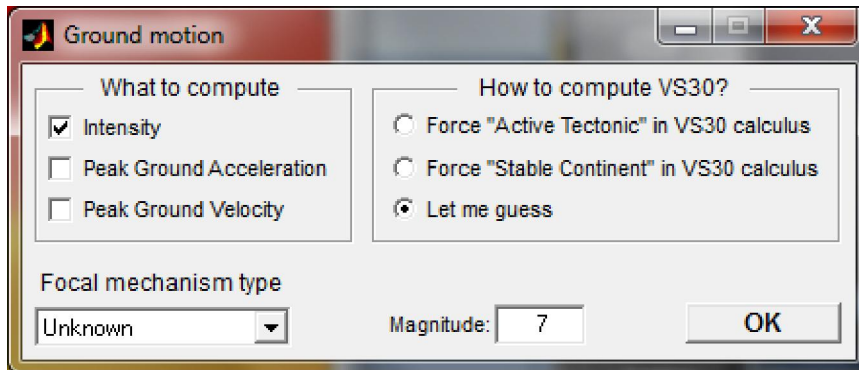 Ground motion
What to compute
Intensity
Peak Ground Acceleration
Peak Ground Velocity
How to compute VS30?
Force "Active Tectonic" in VS30 calculus
Force "Stable Continent" in VS30 calculus
Let me guess
Focal mechanism type
Unknown
Magnitude: 7
OK